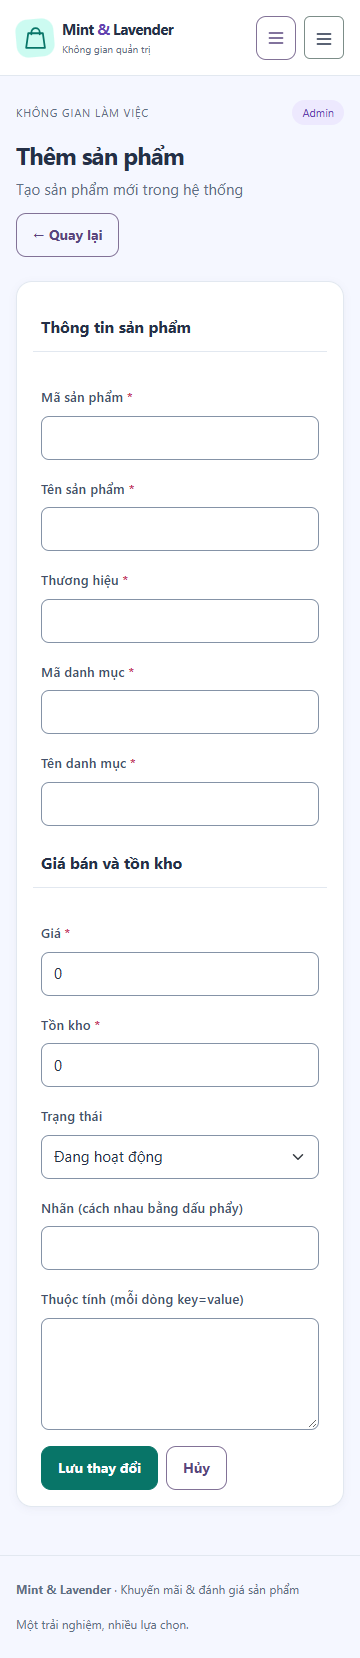 Mint & Lavender
Không gian quản trị
KHÔNG GIAN LÀM VIỆC
Admin
Thêm sản phẩm
Tạo sản phẩm mới trong hệ thống
← Quay lại
Thông tin sản phẩm
Mã sản phẩm *
Tên sản phẩm *
Thương hiệu *
Mã danh mục *
Tên danh mục *
Giá bán và tồn kho
Giá *
0
Tồn kho *
0
Trạng thái
Đang hoạt động
Nhãn (cách nhau bằng dấu phẩy)
Thuộc tính (mỗi dòng key=value)
Lưu thay đổi
Hủy
Mint & Lavender · Khuyến mãi & đánh giá sản phẩm
Một trải nghiệm, nhiều lựa chọn.